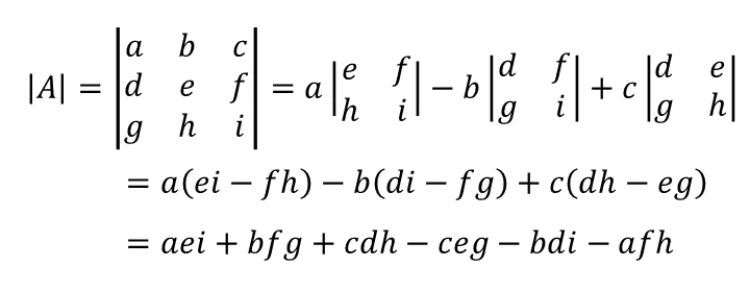 |A| = |a b c| = a |e f| − b |d f| + c |d e|
|d e f| |h i| |g i| |g h|
|g h i|
= a(ei − fh) − b(di − fg) + c(dh − eg)
= aei + bfg + cdh − ceg − bdi − afh